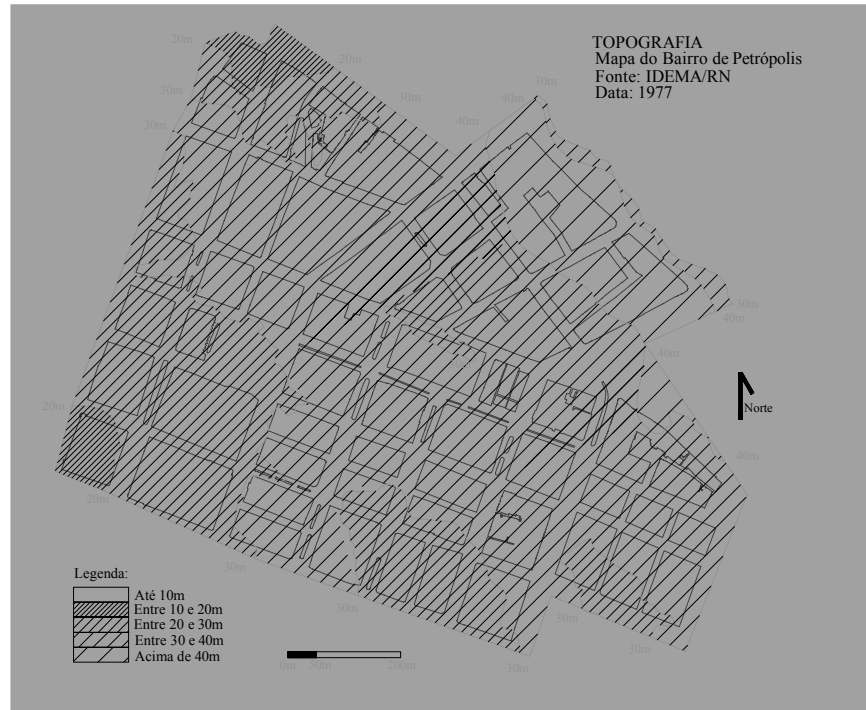 TOPOGRAFIA
Mapa do Bairro de Petrópolis
Fonte: IDEMA/RN
Data: 1977
20m
20m
30m
30m
30m
30m
40m
40m
30m
40m
40m
20m
40m
20m
30m
30m
30m
30m
30m
Norte
Legenda:
Até 10m
Entre 10 e 20m
Entre 20 e 30m
Entre 30 e 40m
Acima de 40m
0m 50m 200m